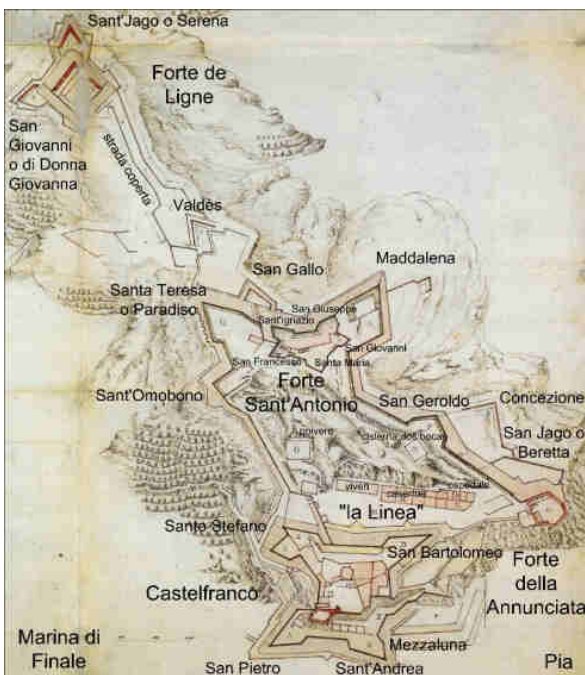 Sant'Jago o Serena
Forte de
Ligne
San
Giovanni
o di Donna
Giovanna
strada coperta
Valdès
San Gallo
Maddalena
Santa Teresa
o Paradiso
San Giuseppe
Sant'ignazio
San Giovanni
San Francesco
Santa Maria
Forte
Sant'Antonio
Sant'Omobono
San Geroldo
Concezione
San Jago o
Beretta
polvere
cisterna dos bocas
viveri
caserme
ospedale
"la Linea"
Santo Stefano
San Bartolomeo
Castelfranco
Forte
della
Annunciata
Marina di
Finale
Mezzaluna
San Pietro
Sant'Andrea
Pia